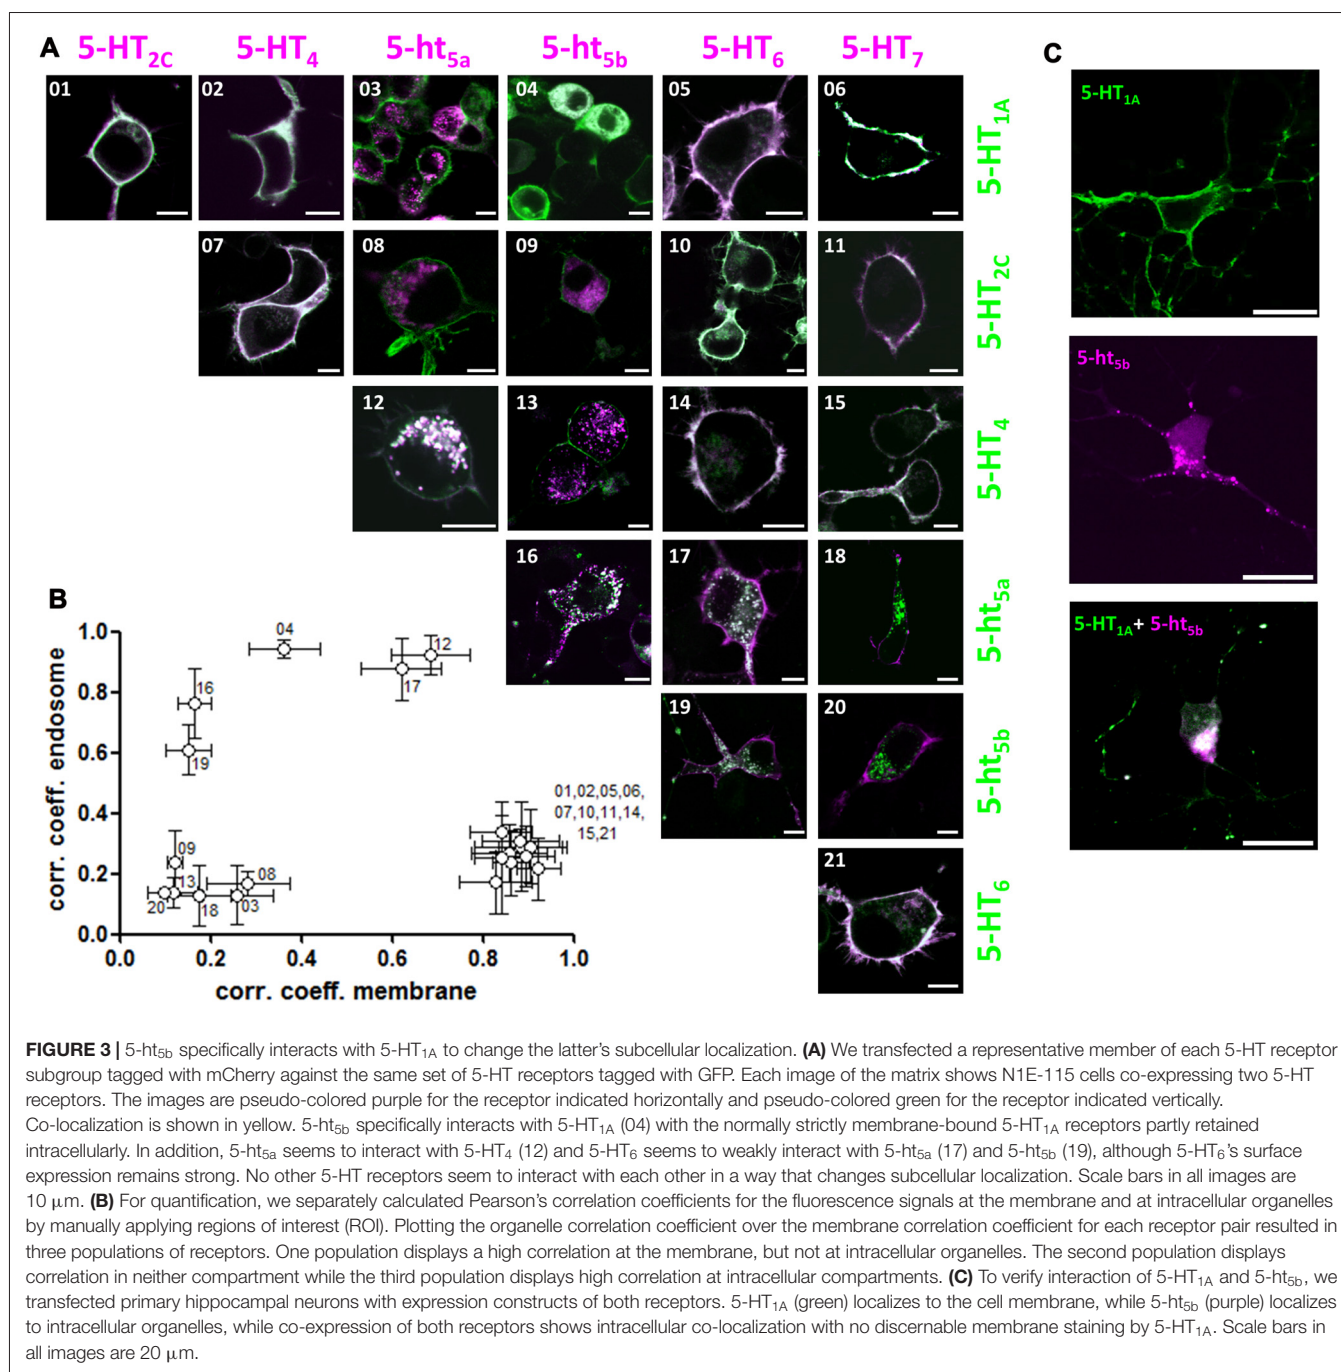 A
5-HT2C 5-HT4 5-ht5a 5-ht5b 5-HT6 5-HT7
C
01 02 03 04 05 06
5-HT1A
07 08 09 10 11
5-HT2C
12 13 14 15
5-HT4
16 17 18
5-ht5a
19 20
5-ht5b
21
5-HT6
5-HT1A
5-ht5b
5-HT1A+ 5-ht5b
B
corr. coeff. endosome
1.0
0.8
0.6
0.4
0.2
0.0
04
12
17
16
19
01,02,05,06,
07,10,11,14,
15,21
09
13
08
20
18
03
0.0 0.2 0.4 0.6 0.8 1.0
corr. coeff. membrane
FIGURE 3 | 5-ht5b specifically interacts with 5-HT1A to change the latter's subcellular localization. (A) We transfected a representative member of each 5-HT receptor
subgroup tagged with mCherry against the same set of 5-HT receptors tagged with GFP. Each image of the matrix shows N1E-115 cells co-expressing two 5-HT
receptors. The images are pseudo-colored purple for the receptor indicated horizontally and pseudo-colored green for the receptor indicated vertically.
Co-localization is shown in yellow. 5-ht5b specifically interacts with 5-HT1A (04) with the normally strictly membrane-bound 5-HT1A receptors partly retained
intracellularly. In addition, 5-ht5a seems to interact with 5-HT4 (12) and 5-HT6 seems to weakly interact with 5-ht5a (17) and 5-ht5b (19), although 5-HT6's surface
expression remains strong. No other 5-HT receptors seem to interact with each other in a way that changes subcellular localization. Scale bars in all images are
10 μm. (B) For quantification, we separately calculated Pearson's correlation coefficients for the fluorescence signals at the membrane and at intracellular organelles
by manually applying regions of interest (ROI). Plotting the organelle correlation coefficient over the membrane correlation coefficient for each receptor pair resulted in
three populations of receptors. One population displays a high correlation at the membrane, but not at intracellular organelles. The second population displays
correlation in neither compartment while the third population displays high correlation at intracellular compartments. (C) To verify interaction of 5-HT1A and 5-ht5b, we
transfected primary hippocampal neurons with expression constructs of both receptors. 5-HT1A (green) localizes to the cell membrane, while 5-ht5b (purple) localizes
to intracellular organelles, while co-expression of both receptors shows intracellular co-localization with no discernable membrane staining by 5-HT1A. Scale bars in
all images are 20 μm.